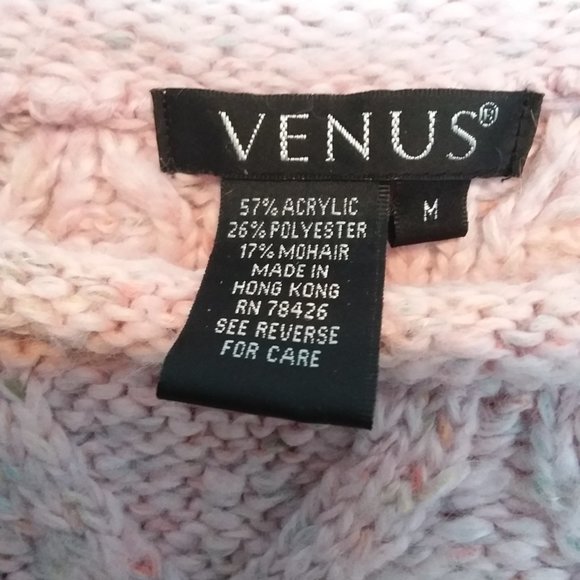 VENUS®
M
57% ACRYLIC
26% POLYESTER
17% MOHAIR
MADE IN
HONG KONG
RN 78426
SEE REVERSE
FOR CARE